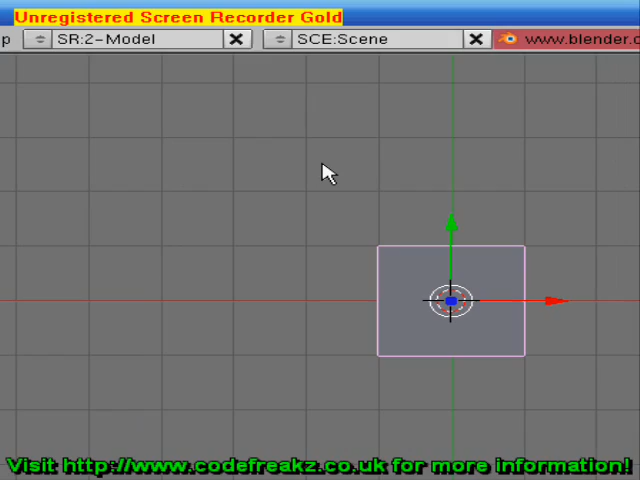 Unregistered Screen Recorder Gold
p SR:2-Model SCE:Scene www.blender.o
Visit http://www.codefreakz.co.uk for more information!